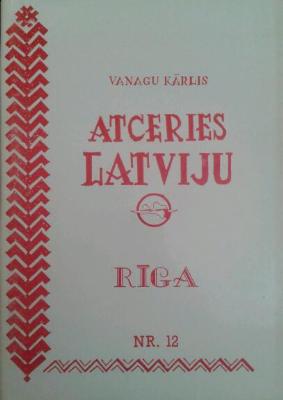 VANAGU KĀRLIS
ATCERIES
LATVIJU
RĪGA
NR. 12